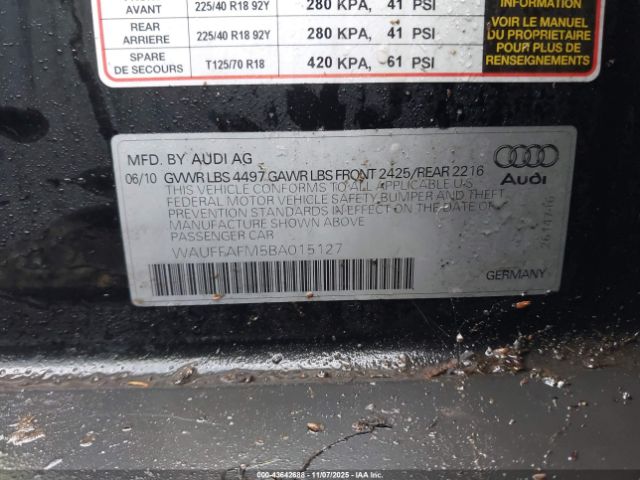 FRONT
AVANT 225/40 R18 92Y 280 KPA, 41 PSI
INFORMATION
REAR
ARRIERE 225/40 R18 92Y 280 KPA, 41 PSI
SPARE
DE SECOURS T125/70 R18 420 KPA, 61 PSI
VOIR LE MANUEL
DU PROPRIETAIRE
POUR PLUS DE
RENSEIGNEMENTS
MFD. BY AUDI AG
06/10 GVWR LBS 4497 GAWR LBS FRONT 2425/REAR 2216
THIS VEHICLE CONFORMS TO ALL APPLICABLE U.S.
FEDERAL MOTOR VEHICLE SAFETY BUMPER AND THEFT
PREVENTION STANDARDS IN EFFECT ON THE DATE OF
MANUFACTURE SHOWN ABOVE
PASSENGER CAR
WAUFFAFM5BA015127
Audi
GERMANY
000-43642688 11/07/2025 IAAHOLDINGS, LLC